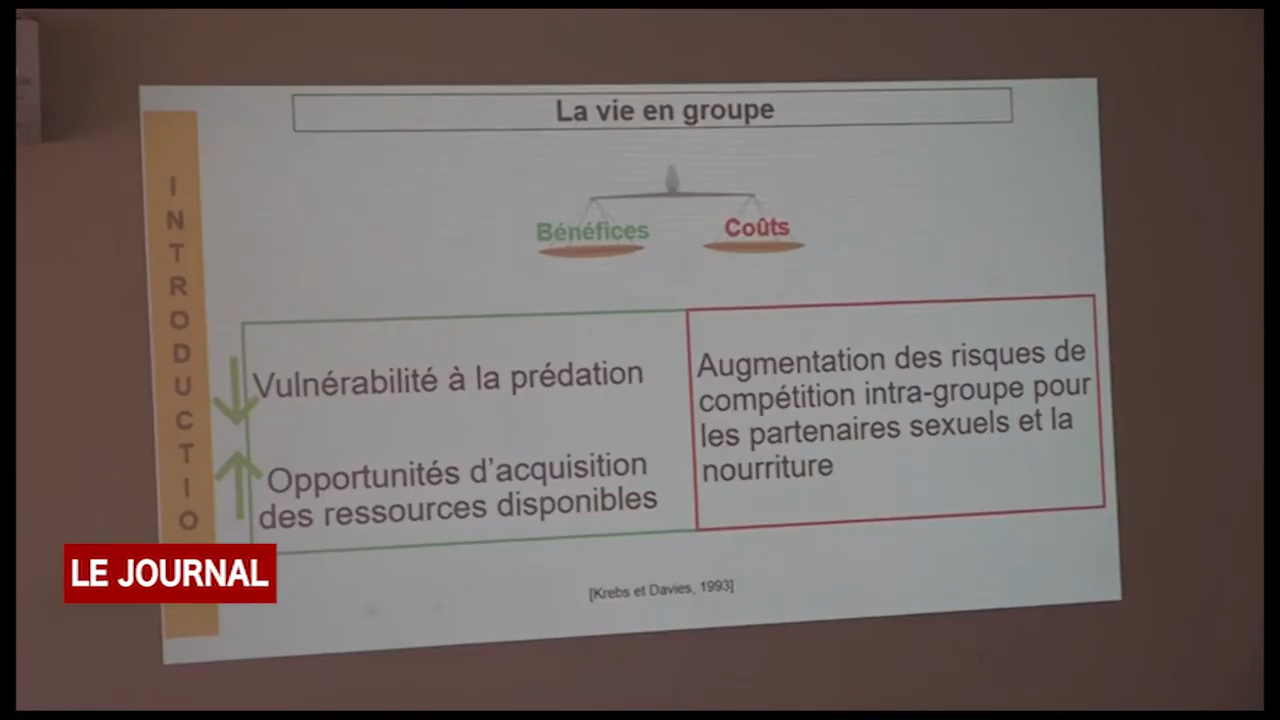 La vie en groupe
INTRODUCTIO
Bénéfices
Coûts
Vulnérabilité à la prédation
Opportunités d'acquisition
des ressources disponibles
Augmentation des risques de
compétition intra-groupe pour
les partenaires sexuels et la
nourriture
[Krebs et Davies, 1993]
LE JOURNAL